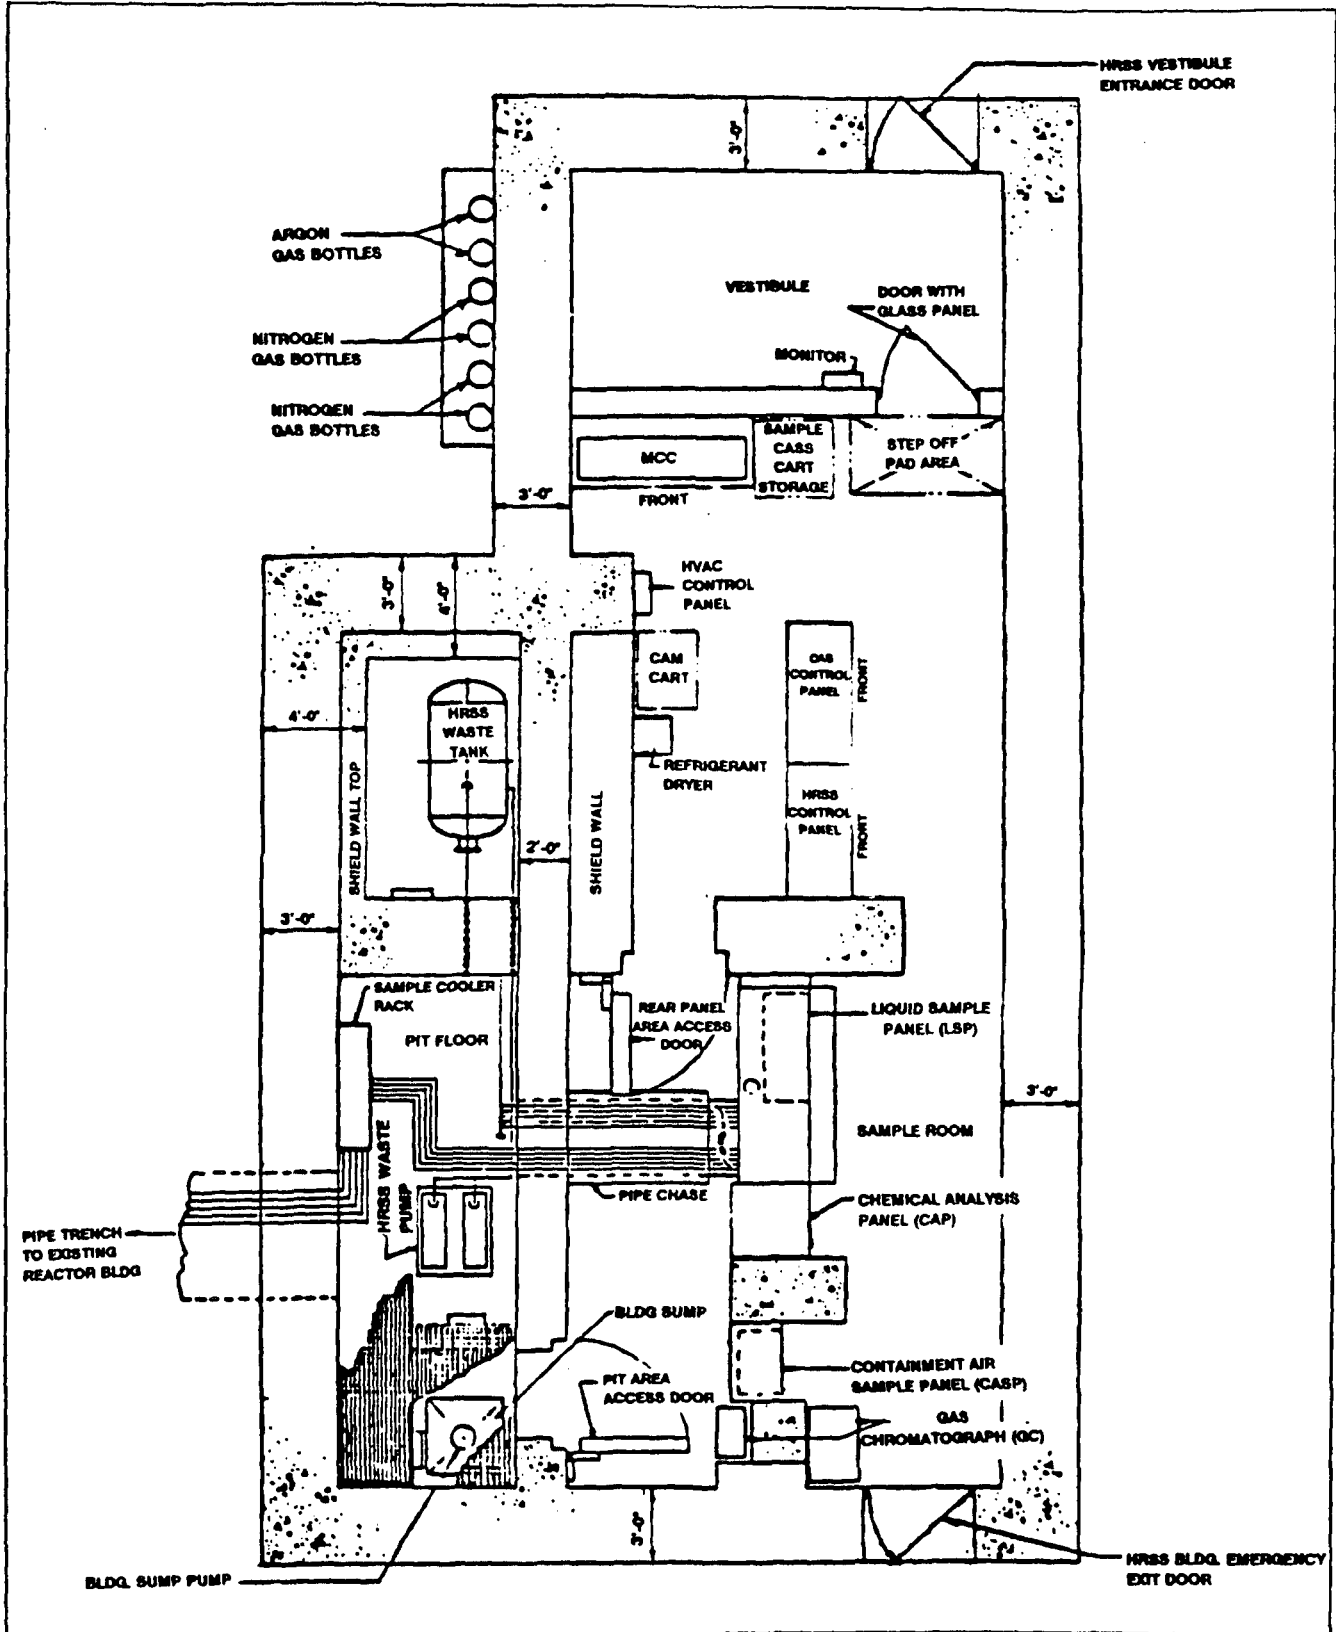 HRSS VESTIBULE
ENTRANCE DOOR
3'-0"
ARGON
GAS BOTTLES
VESTIBULE
DOOR WITH
GLASS PANEL
NITROGEN
GAS BOTTLES
MONITOR
NITROGEN
GAS BOTTLES
SAMPLE
CASS
CART
STORAGE
STEP OFF
PAD AREA
MCC
FRONT
3'-0"
HVAC
CONTROL
PANEL
3'-0"
4'-0"
CAM
CART
GAS
CONTROL
PANEL
FRONT
4'-0"
HRSS
WASTE
TANK
REFRIGERANT
DRYER
SHIELD WALL TOP
SHIELD WALL
HRSS
CONTROL
PANEL
FRONT
2'-0"
3'-0"
SAMPLE COOLER
RACK
PIT FLOOR
REAR PANEL
AREA ACCESS
DOOR
LIQUID SAMPLE
PANEL (LSP)
3'-0"
SAMPLE ROOM
HRSS WASTE
PUMP
PIPE CHASE
CHEMICAL ANALYSIS
PANEL (CAP)
PIPE TRENCH
TO EXISTING
REACTOR BLDG
BLDG SUMP
PIT AREA
ACCESS DOOR
CONTAINMENT AIR
SAMPLE PANEL (CASP)
GAS
CHROMATOGRAPH (GC)
3'-0"
BLDG. SUMP PUMP
HRSS BLDG. EMERGENCY
EXIT DOOR